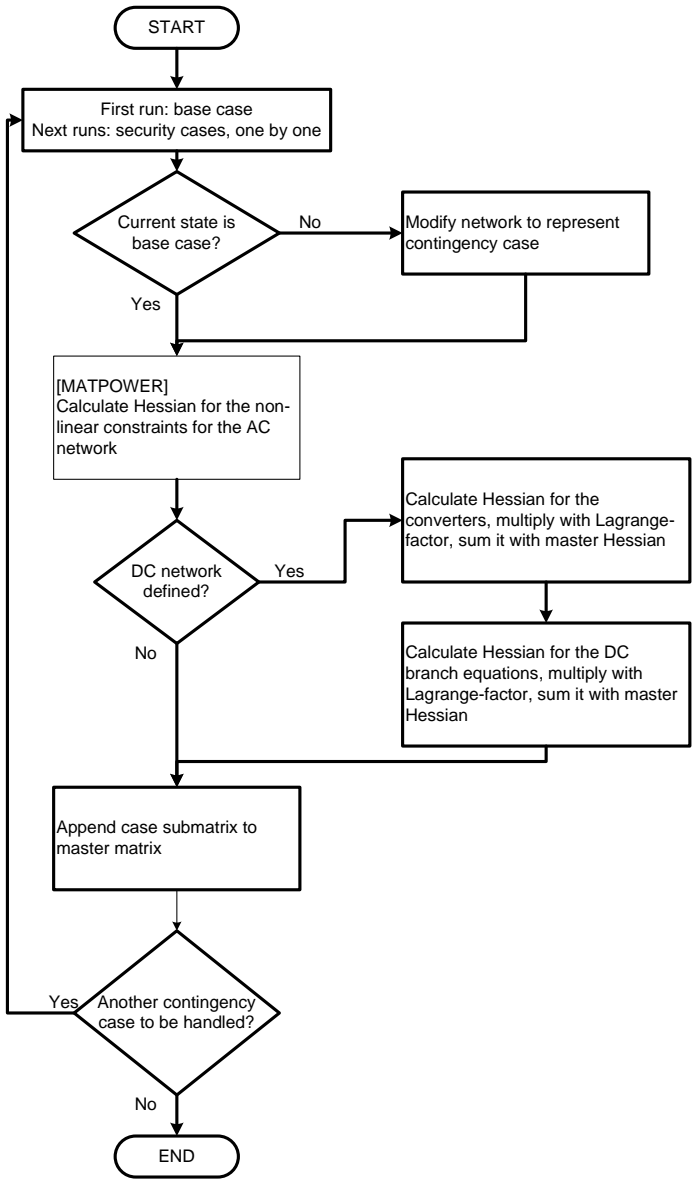 START
First run: base case
Next runs: security cases, one by one
Current state is
base case?
No
Modify network to represent
contingency case
Yes
[MATPOWER]
Calculate Hessian for the non-
linear constraints for the AC
network
DC network
defined?
Yes
Calculate Hessian for the
converters, multiply with Lagrange-
factor, sum it with master Hessian
No
Calculate Hessian for the DC
branch equations, multiply with
Lagrange-factor, sum it with master
Hessian
Append case submatrix to
master matrix
Yes
Another contingency
case to be handled?
No
END